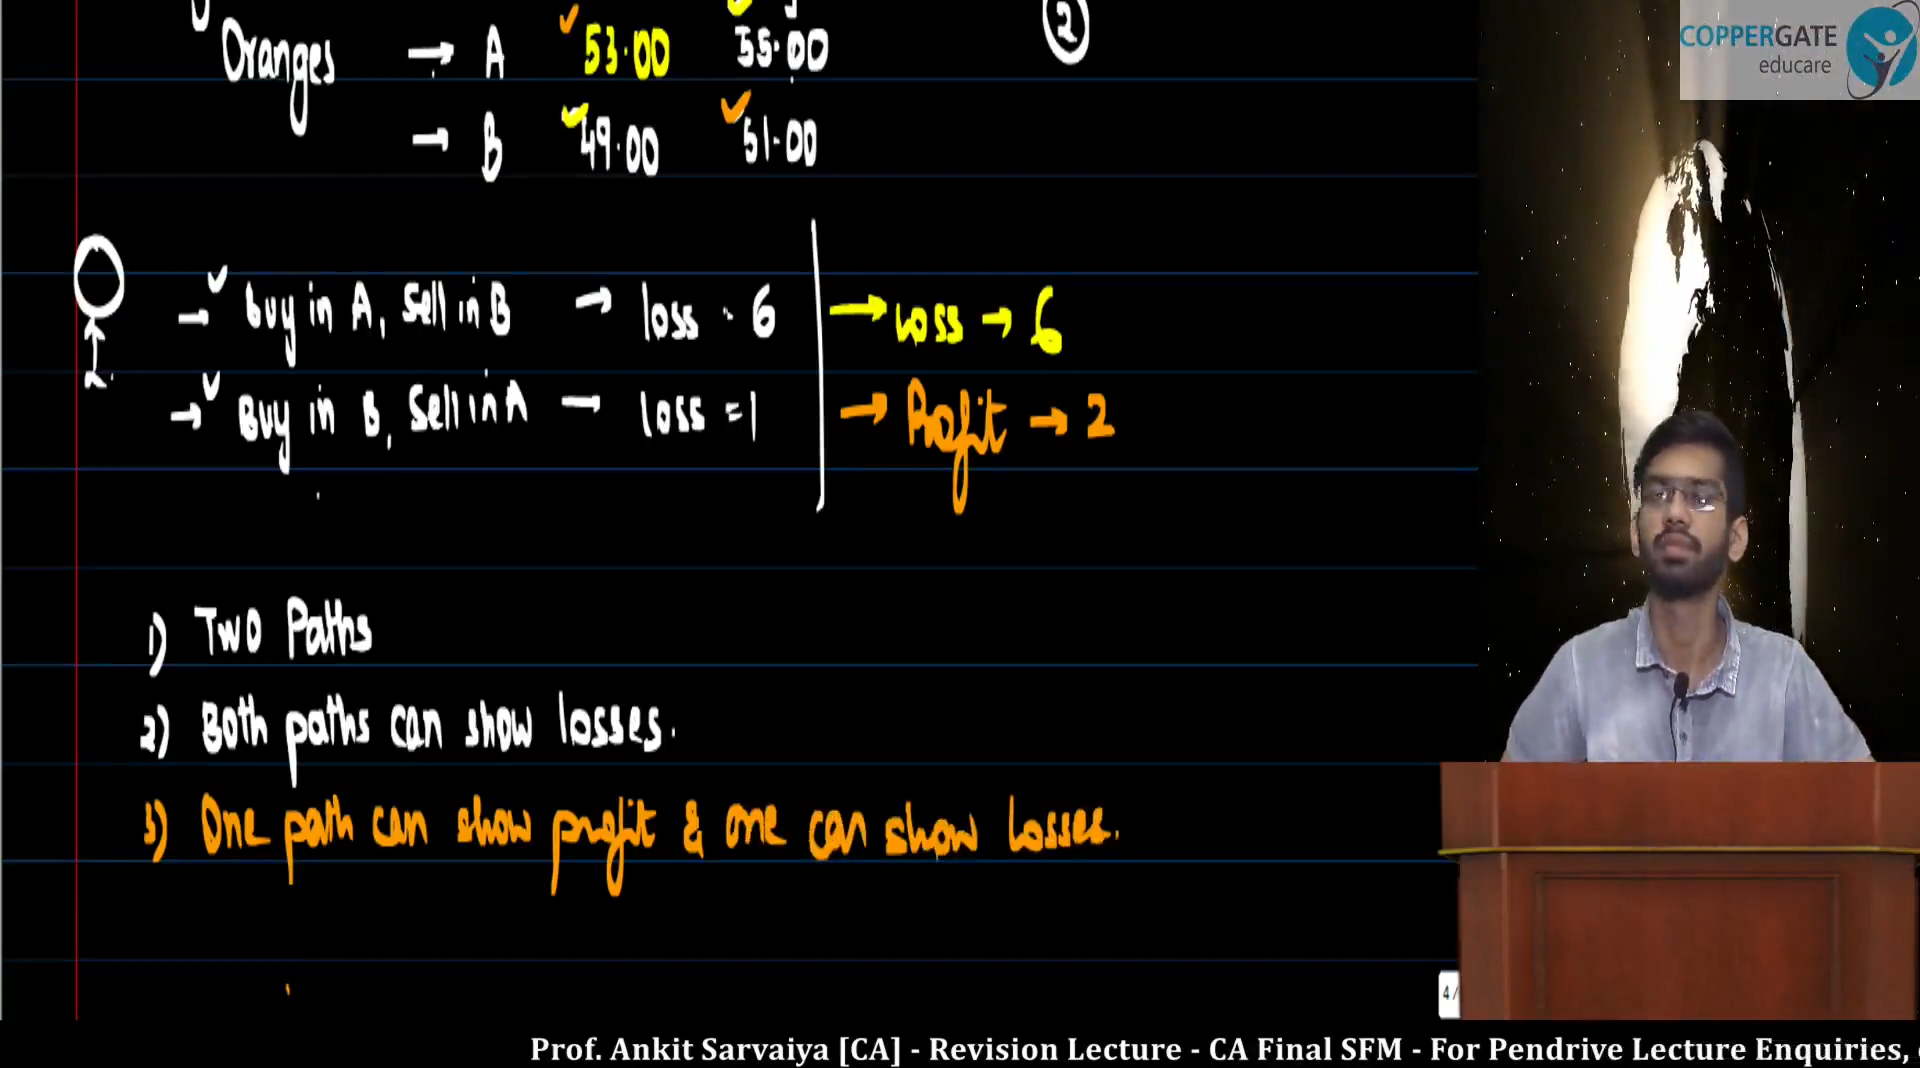 Oranges → A 53.00 55.00
2
→ B 49.00 51.00
→ Buy in A, Sell in B → loss - 6 → Loss → 6
→ Buy in B, Sell in A — loss = 1 → Profit → 2
1) Two Paths
2) Both paths can show losses.
3) One path can show profit & one can show losses.
COPPERGATE
educare
4/
Prof. Ankit Sarvaiya [CA] - Revision Lecture - CA Final SFM - For Pendrive Lecture Enquiries,